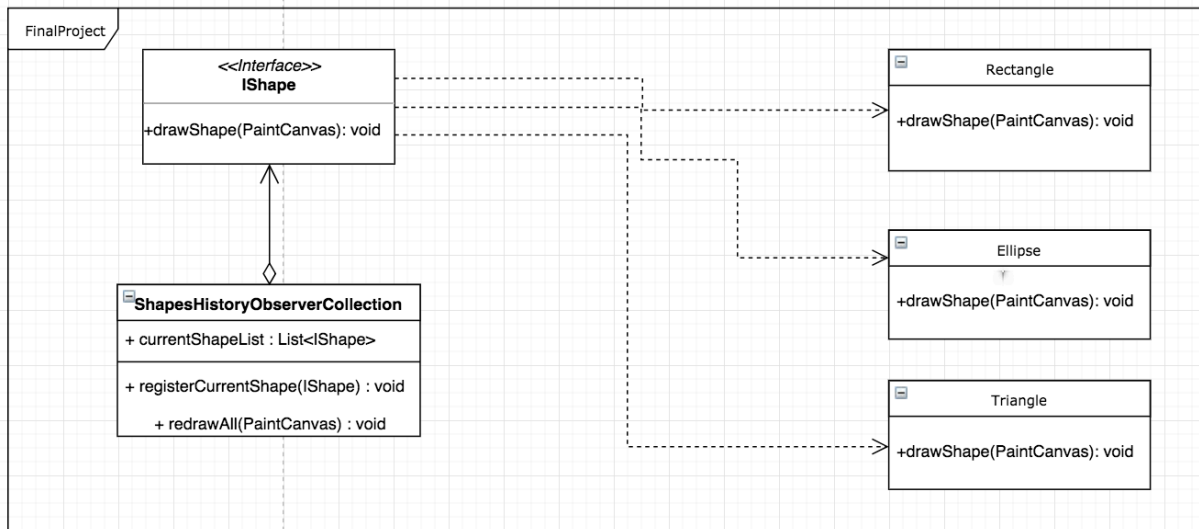 FinalProject
<<Interface>>
IShape
+drawShape(PaintCanvas): void
ShapesHistoryObserverCollection
+ currentShapeList : List<IShape>
+ registerCurrentShape(IShape) : void
+ redrawAll(PaintCanvas) : void
Rectangle
+drawShape(PaintCanvas): void
Ellipse
+drawShape(PaintCanvas): void
Triangle
+drawShape(PaintCanvas): void